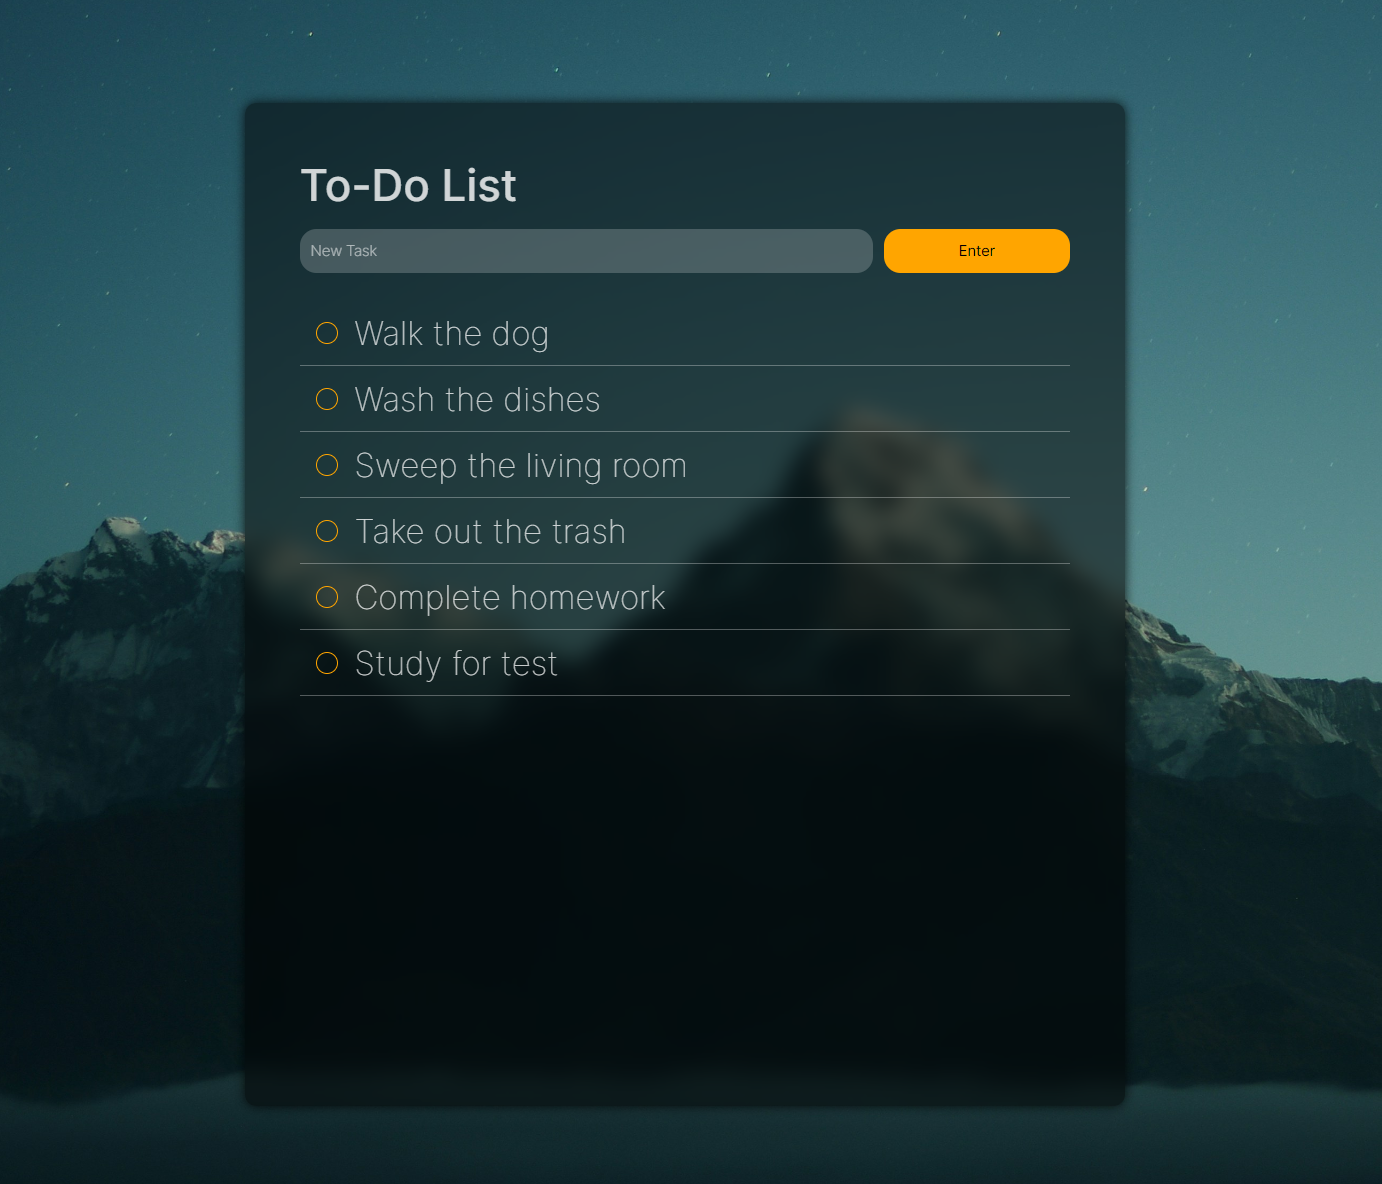 To-Do List
New Task
Enter
Walk the dog
Wash the dishes
Sweep the living room
Take out the trash
Complete homework
Study for test